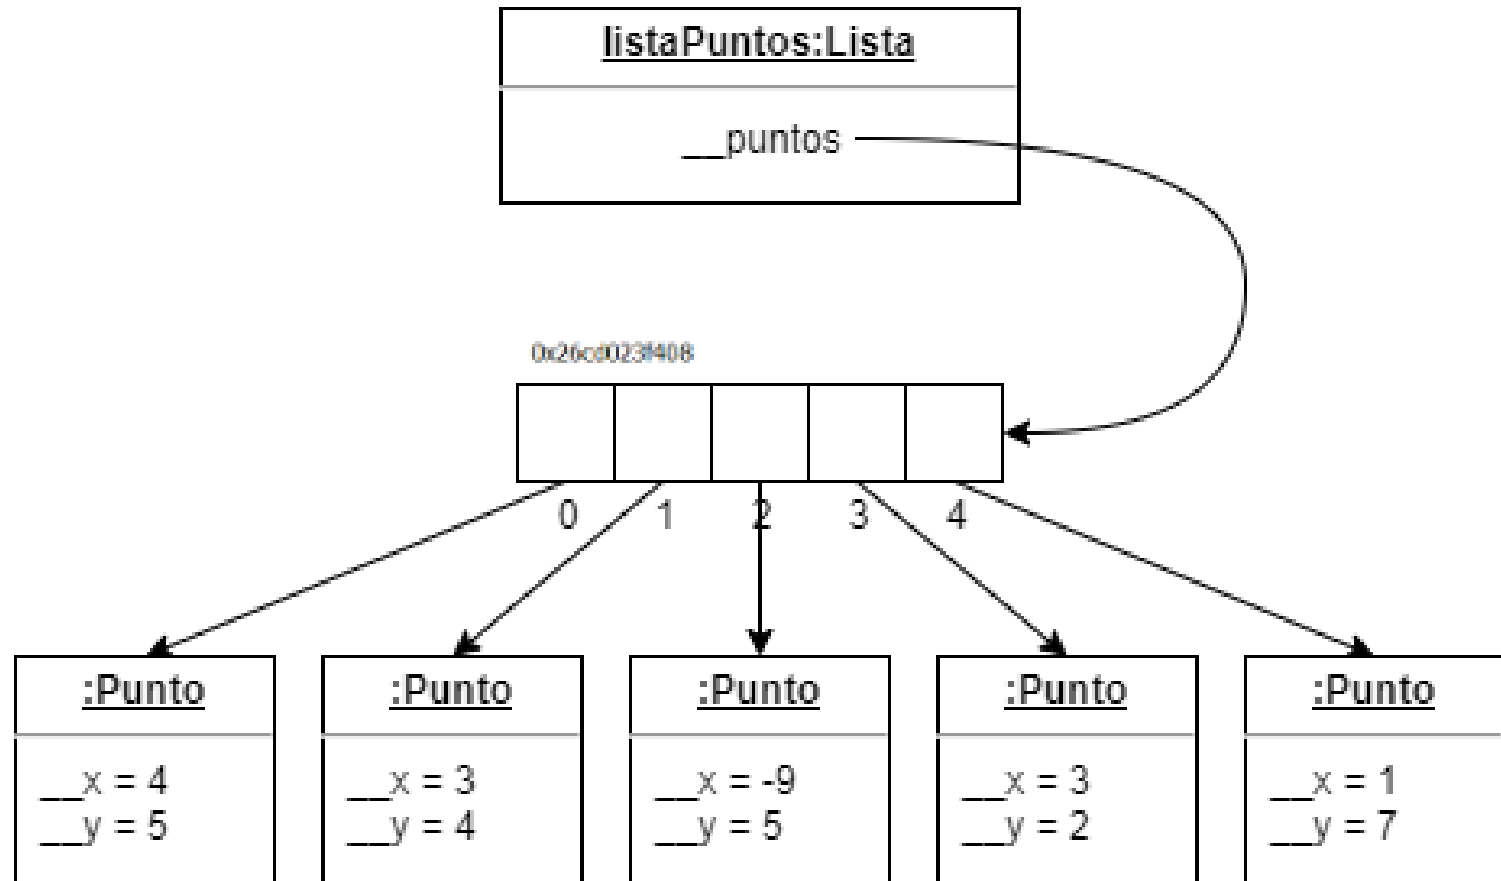 listaPuntos:Lista
__puntos
0x26cd023f408
0 1 2 3 4
:Punto :Punto :Punto :Punto :Punto
__x = 4 __x = 3 __x = -9 __x = 3 __x = 1
__y = 5 __y = 4 __y = 5 __y = 2 __y = 7